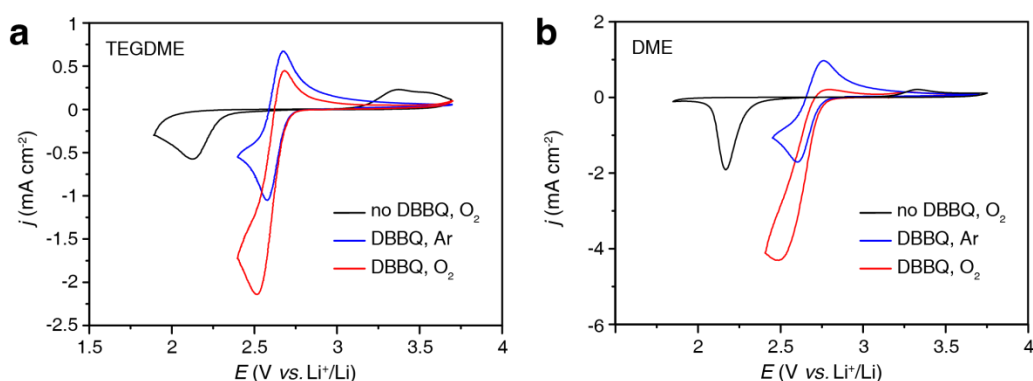 a
TEGDME
1
0.5
0.0
-0.5
-1
-1.5
-2
-2.5
j (mA cm⁻²)
no DBBQ, O₂
DBBQ, Ar
DBBQ, O₂
1.5 2 2.5 3 3.5 4
E (V vs. Li⁺/Li)
b
DME
2
0
-2
-4
-6
j (mA cm⁻²)
no DBBQ, O₂
DBBQ, Ar
DBBQ, O₂
1.5 2 2.5 3 3.5 4
E (V vs. Li⁺/Li)